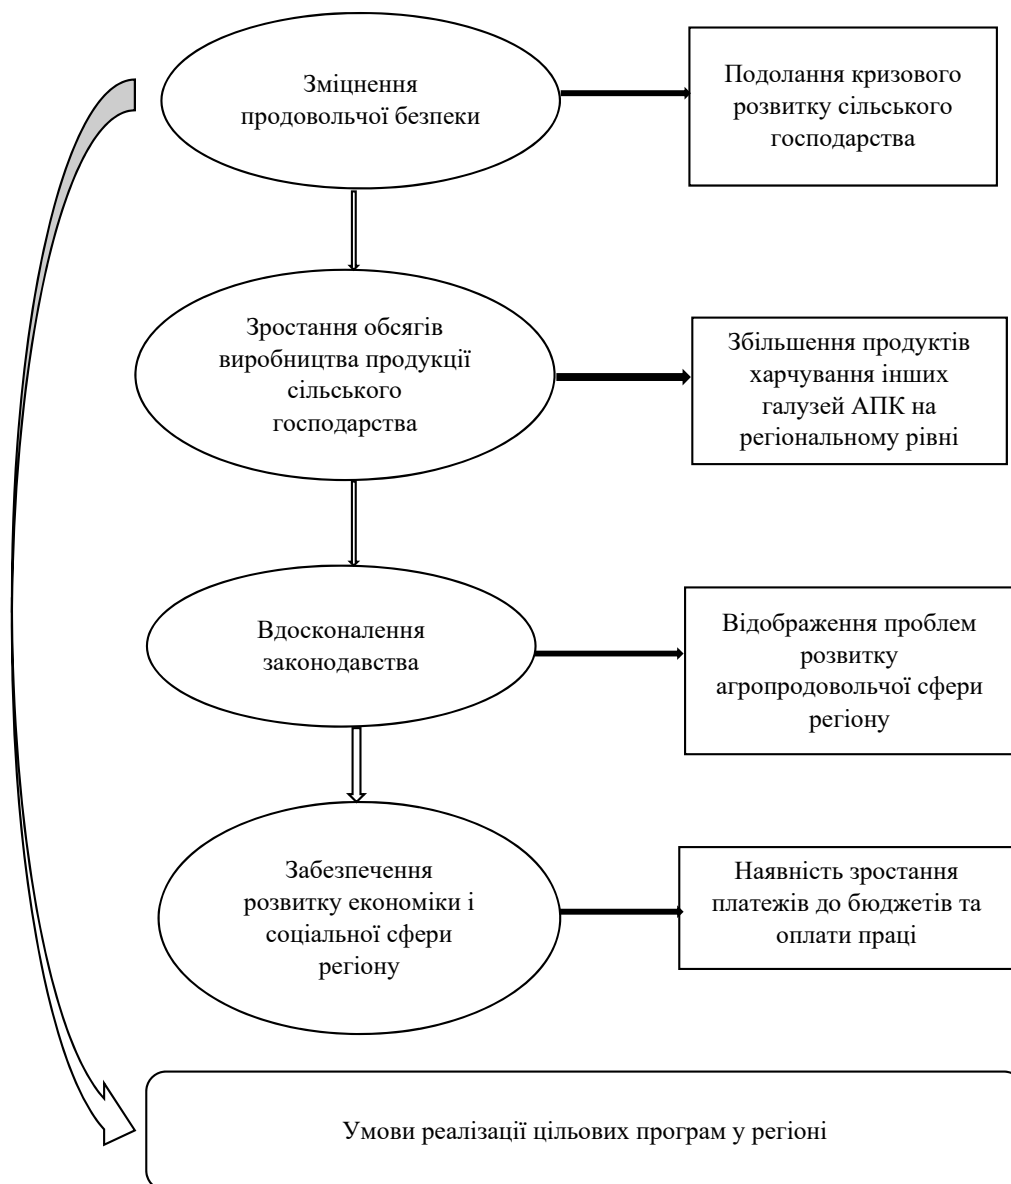 Зміцнення
продовольчої безпеки
Подолання кризового
розвитку сільського
господарства
Зростання обсягів
виробництва продукції
сільського
господарства
Збільшення продуктів
харчування інших
галузей АПК на
регіональному рівні
Вдосконалення
законодавства
Відображення проблем
розвитку
агропродовольчої сфери
регіону
Забезпечення
розвитку економіки і
соціальної сфери
регіону
Наявність зростання
платежів до бюджетів та
оплати праці
Умови реалізації цільових програм у регіоні